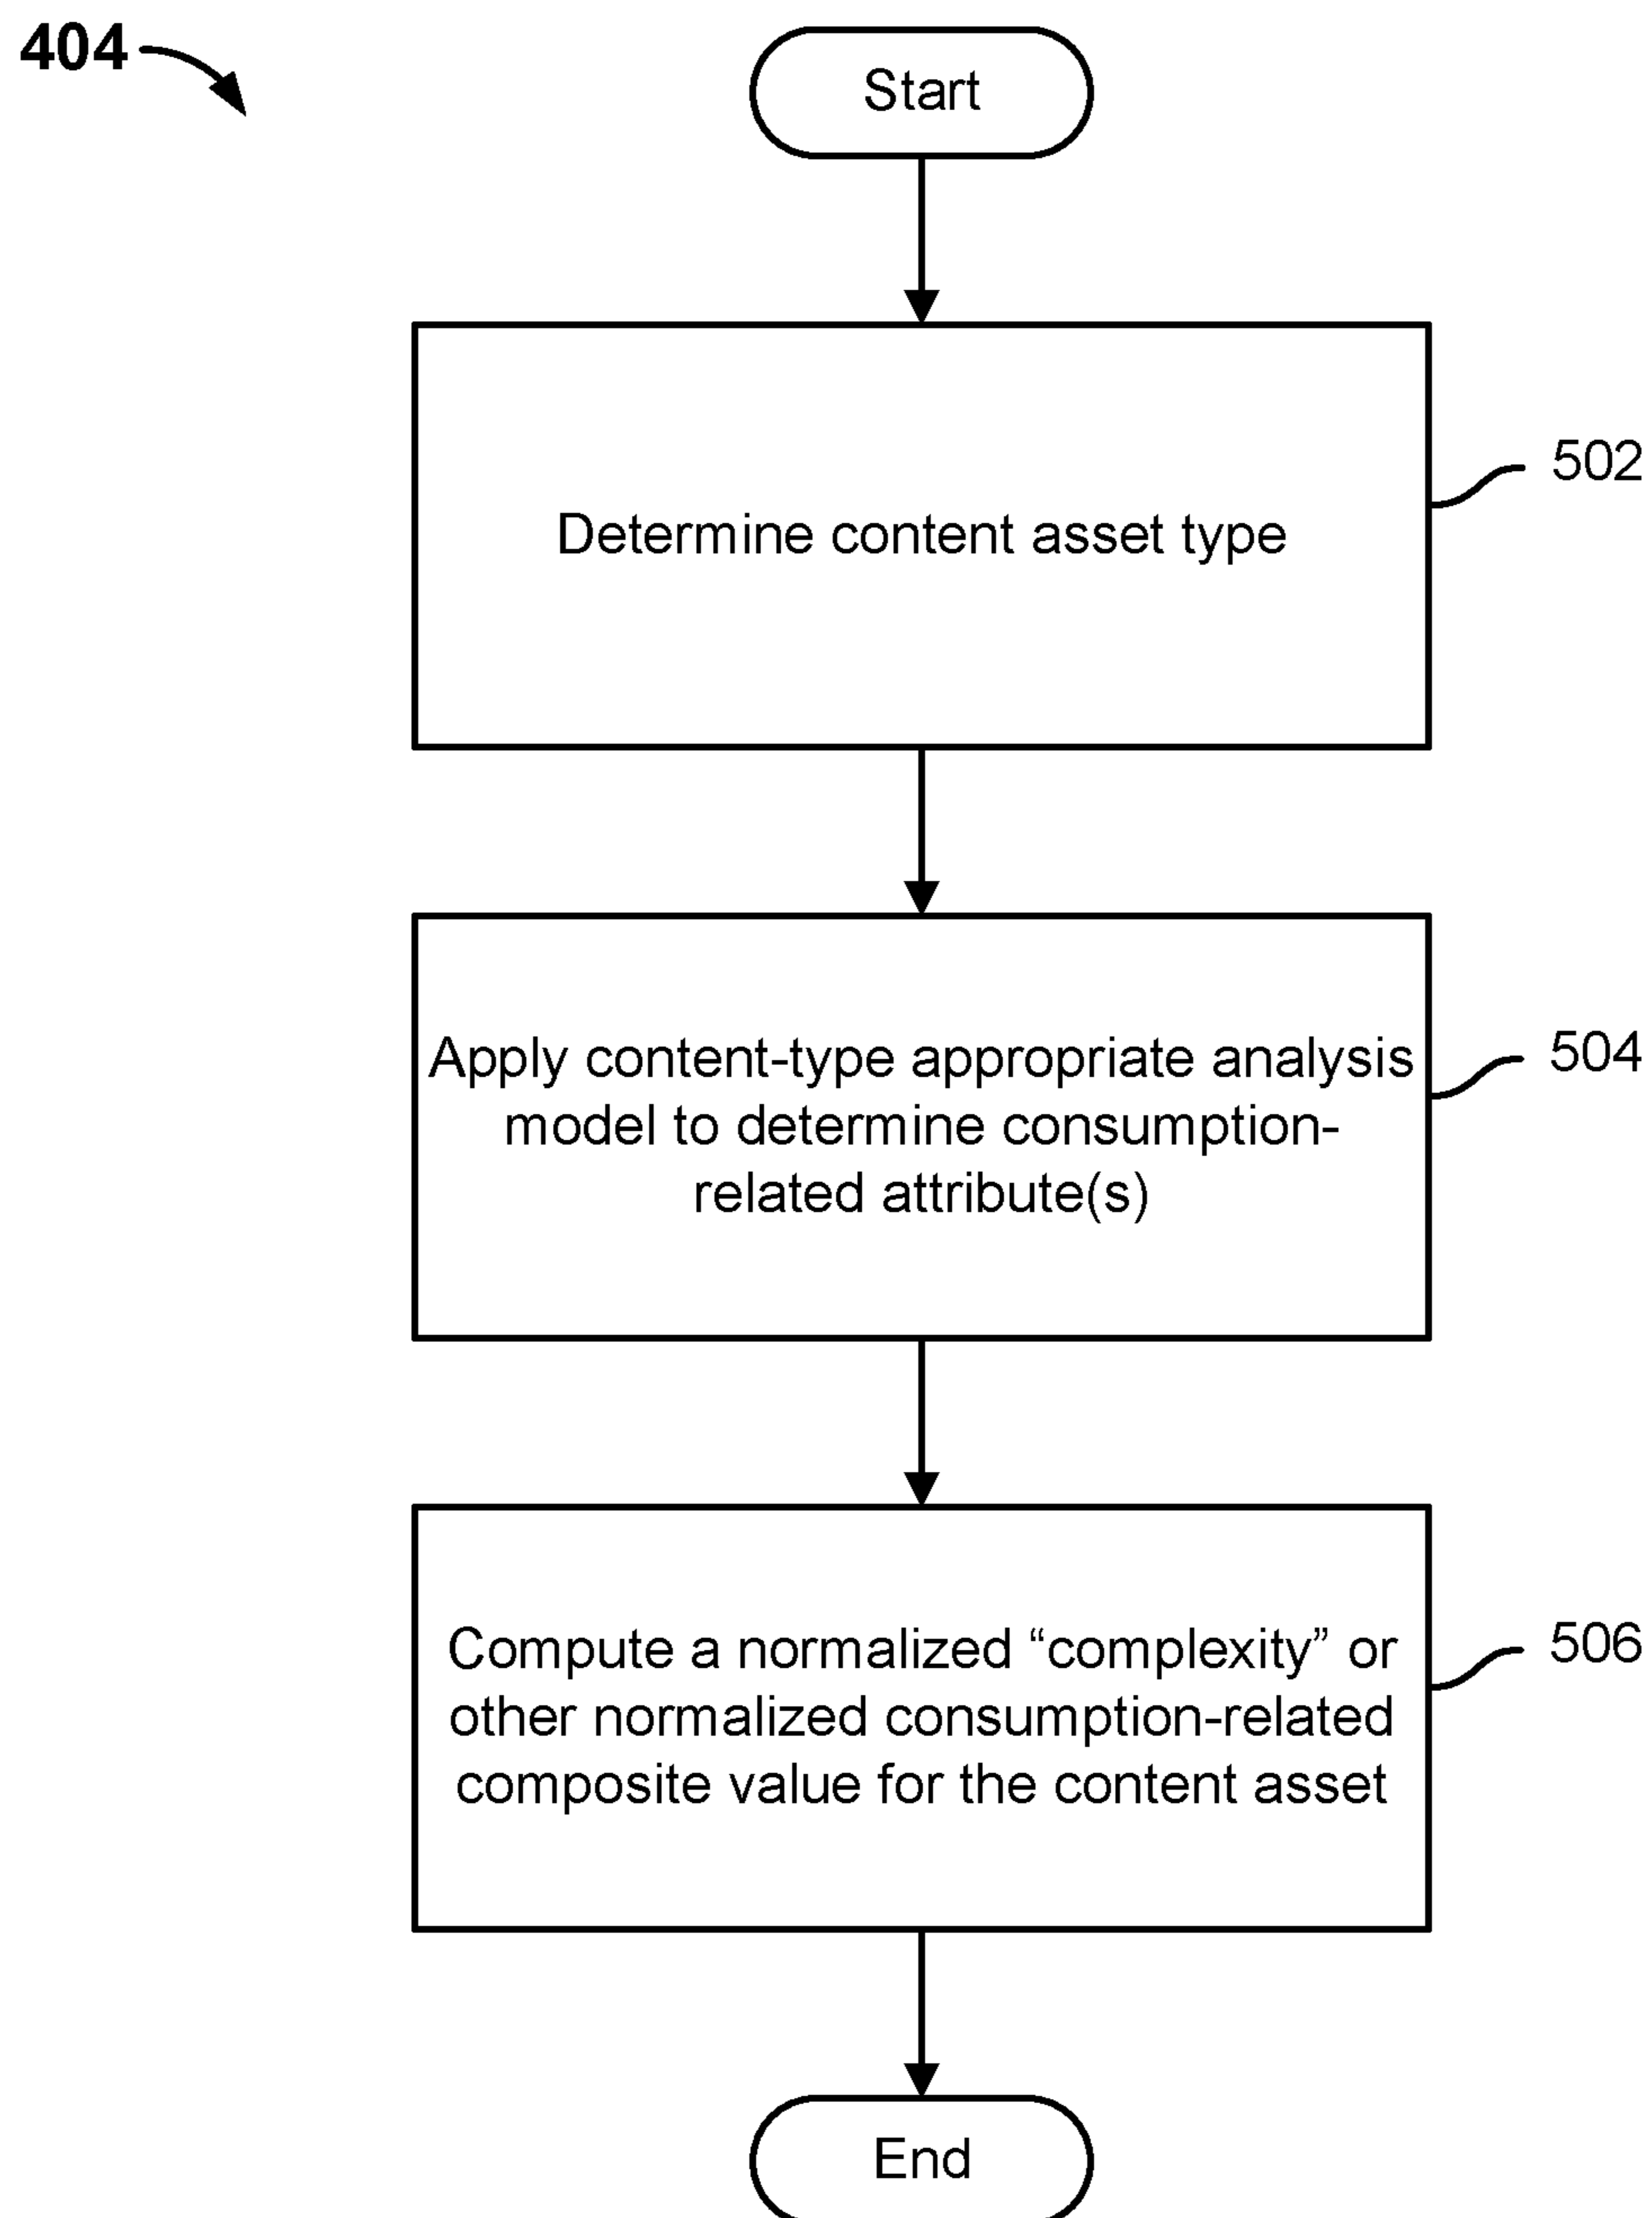 404
Start
Determine content asset type
502
Apply content-type appropriate analysis
model to determine consumption-
related attribute(s)
504
Compute a normalized “complexity” or
other normalized consumption-related
composite value for the content asset
506
End